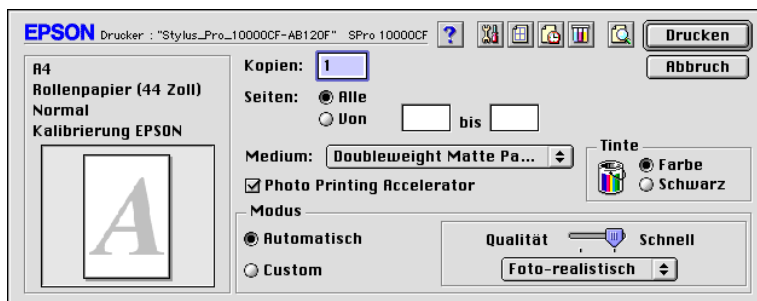 EPSON Drucker : "Stylus_Pro_10000CF-AB120F" SPro 10000CF ?
Drucken
A4
Rollenpapier (44 Zoll)
Normal
Kalibrierung EPSON
A
Kopien: 1
Abbruch
Seiten: Alle
Von bis
Medium: Doubleweight Matte Pa...
Photo Printing Accelerator
Tinte
Farbe
Schwarz
Modus
Automatisch
Custom
Qualität Schnell
Foto-realistisch